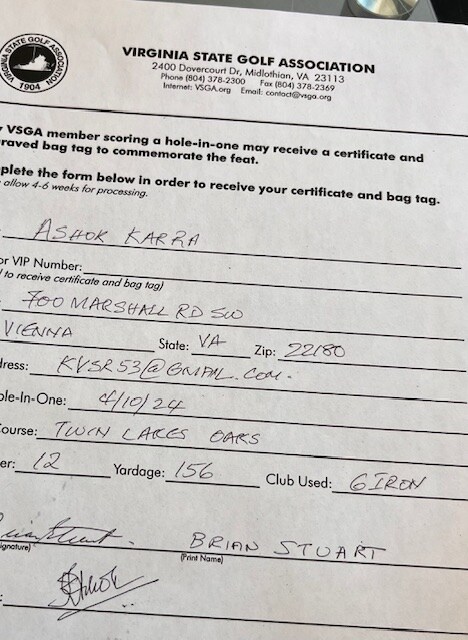 VIRGINIA STATE GOLF ASSOCIATION
1904
VIRGINIA STATE GOLF ASSOCIATION
2400 Dovercourt Dr, Midlothian, VA 23113
Phone (804) 378-2300 Fax (804) 378-2369
Internet: VSGA.org Email: contact@vsga.org
VSGA member scoring a hole-in-one may receive a certificate and
raved bag tag to commemorate the feat.
plete the form below in order to receive your certificate and bag tag.
allow 4-6 weeks for processing.
ASHOK KARRA
or VIP Number:
to receive certificate and bag tag)
700 MARSHALL RD SW
VIENNA State: VA Zip: 22180
dress: KVSR53@GMAIL.COM.
ole-In-One: 4/10/24
ourse: TWIN LAKES OAKS
er: 12 Yardage: 156 Club Used: 6 IRON
BRIAN STUART
ignature) (Print Name)